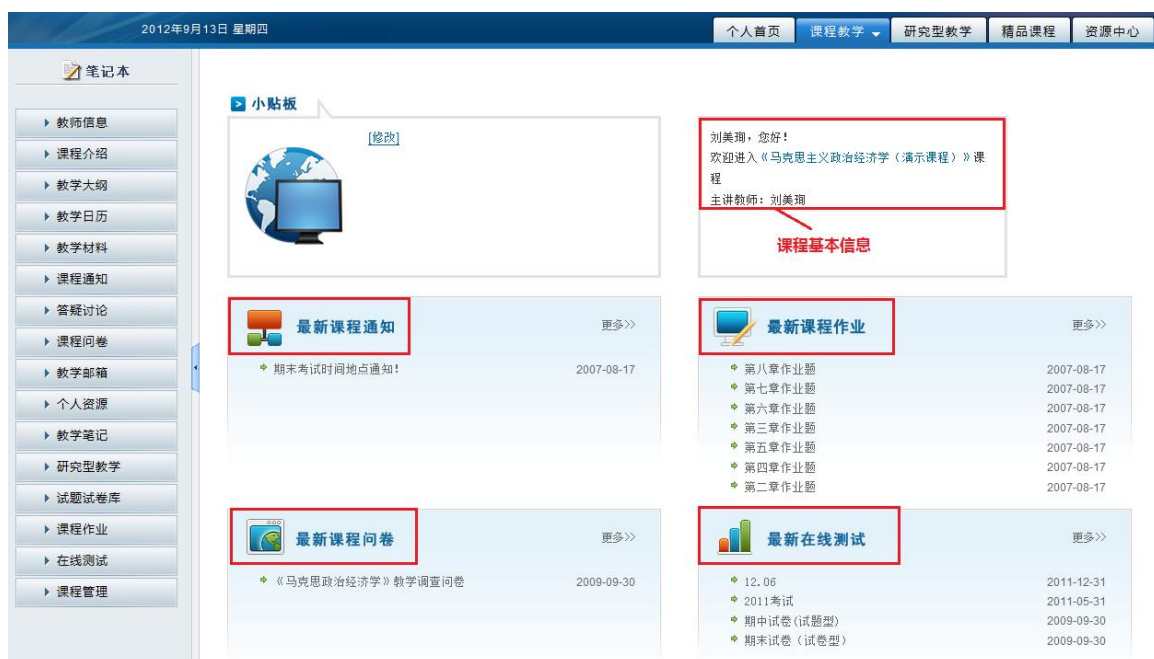 2012年9月13日 星期四
个人首页 课程教学 研究型教学 精品课程 资源中心
笔记本
教师信息
课程介绍
教学大纲
教学日历
教学材料
课程通知
答疑讨论
课程问卷
教学邮箱
个人资源
教学笔记
研究型教学
试题试卷库
课程作业
在线测试
课程管理
小贴板
[修改]
刘美珣，您好！
欢迎进入《马克思主义政治经济学（演示课程）》课
程
主讲教师：刘美珣
课程基本信息
最新课程通知 更多>>
期末考试时间地点通知! 2007-08-17
最新课程作业 更多>>
第八章作业题 2007-08-17
第七章作业题 2007-08-17
第六章作业题 2007-08-17
第三章作业题 2007-08-17
第五章作业题 2007-08-17
第四章作业题 2007-08-17
第二章作业题 2007-08-17
最新课程问卷 更多>>
《马克思政治经济学》教学调查问卷 2009-09-30
最新在线测试 更多>>
12.06 2011-12-31
2011考试 2011-05-31
期中试卷(试题型) 2009-09-30
期末试卷（试卷型） 2009-09-30